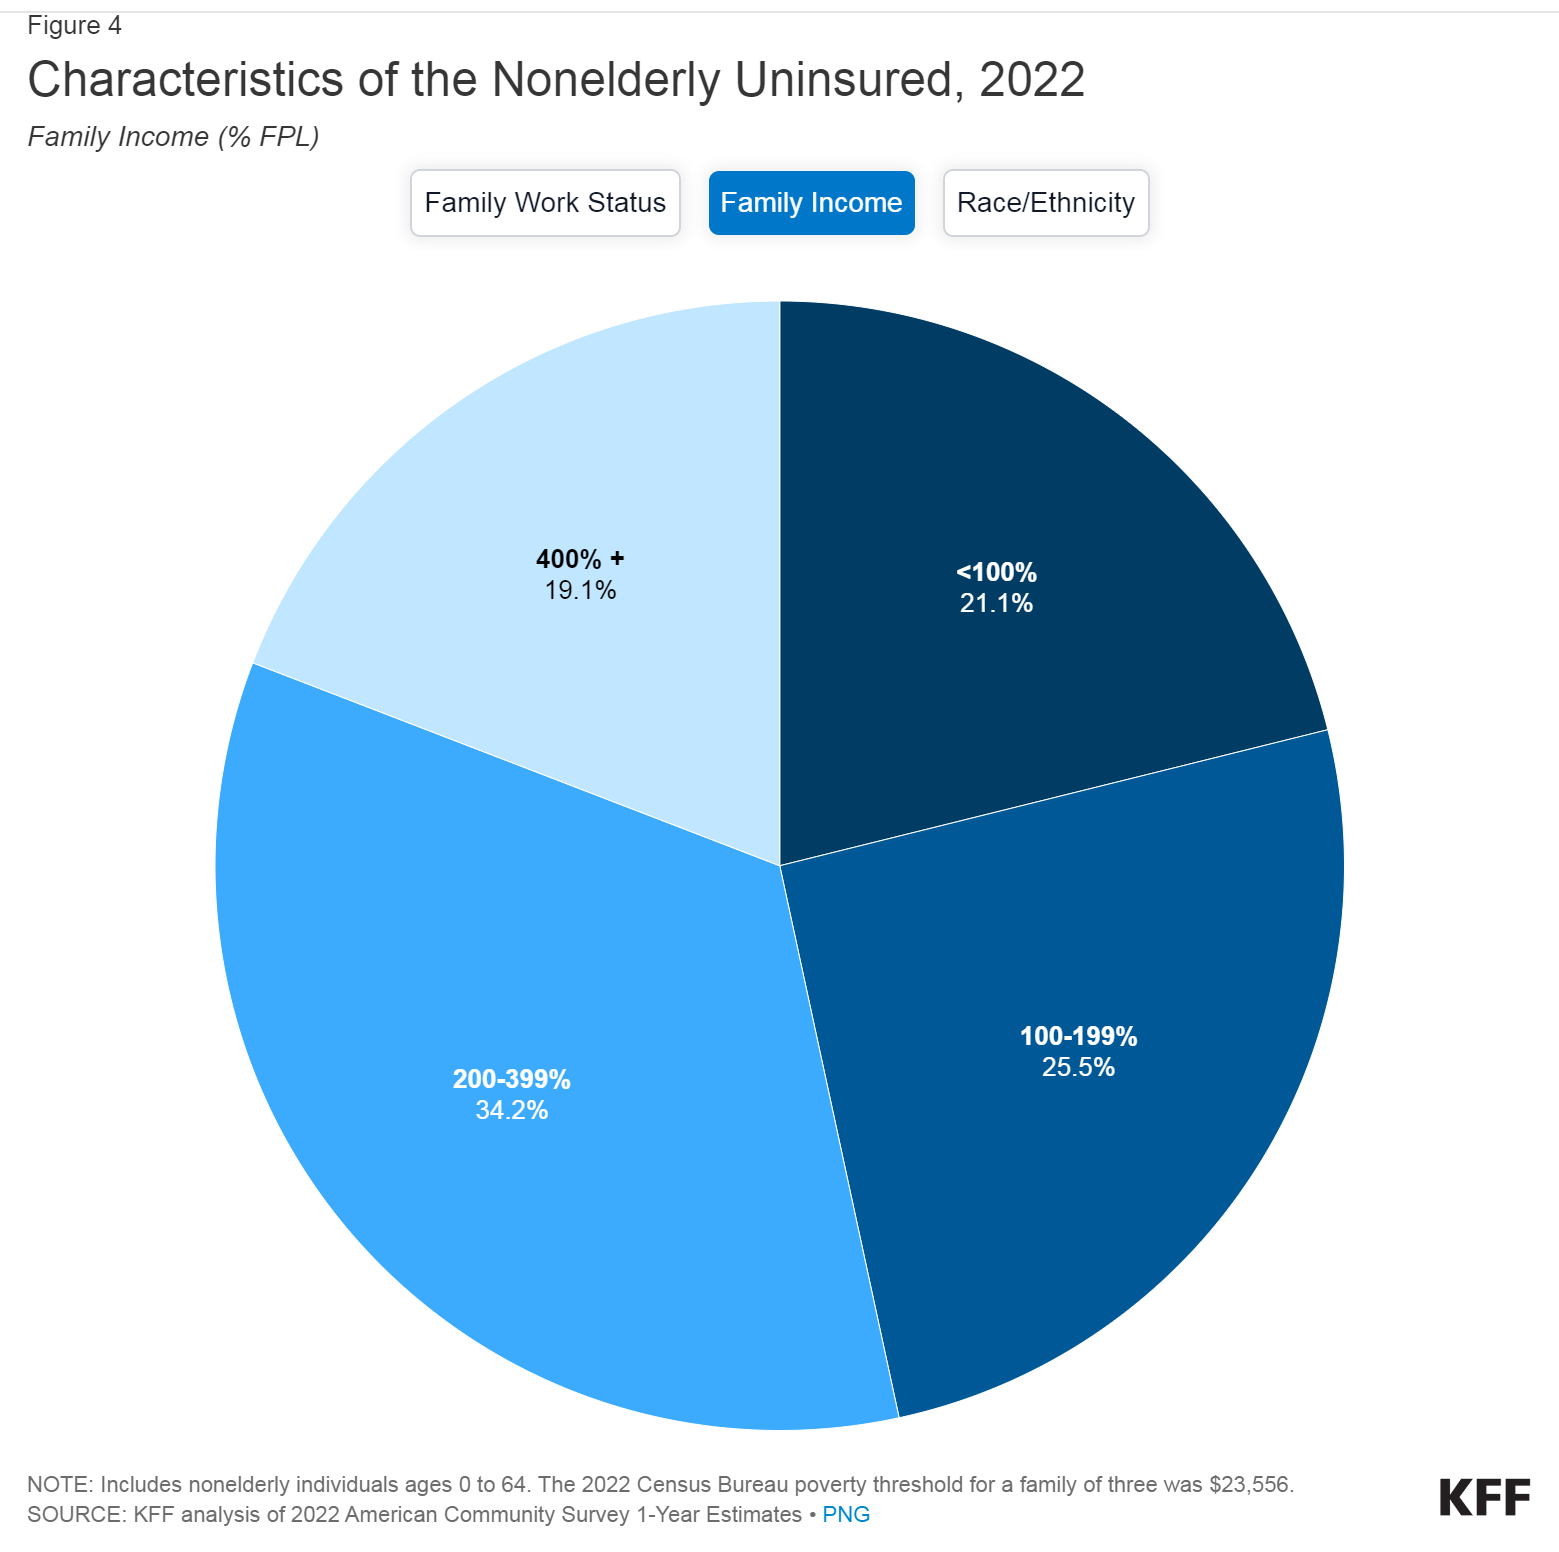 Figure 4
Characteristics of the Nonelderly Uninsured, 2022
Family Income (% FPL)
Family Work Status
Family Income
Race/Ethnicity
400% +
19.1%
<100%
21.1%
100-199%
25.5%
200-399%
34.2%
NOTE: Includes nonelderly individuals ages 0 to 64. The 2022 Census Bureau poverty threshold for a family of three was $23,556.
SOURCE: KFF analysis of 2022 American Community Survey 1-Year Estimates • PNG
KFF